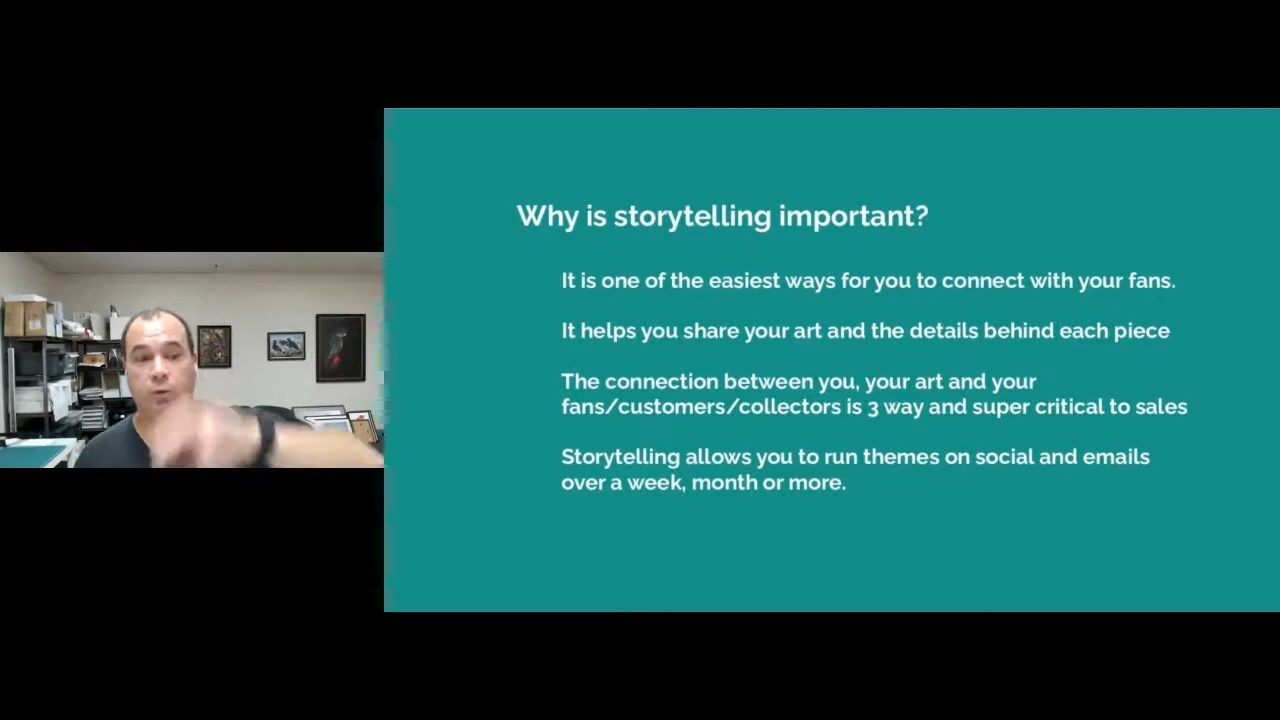 Why is storytelling important?
It is one of the easiest ways for you to connect with your fans.
It helps you share your art and the details behind each piece
The connection between you, your art and your
fans/customers/collectors is 3 way and super critical to sales
Storytelling allows you to run themes on social and emails
over a week, month or more.